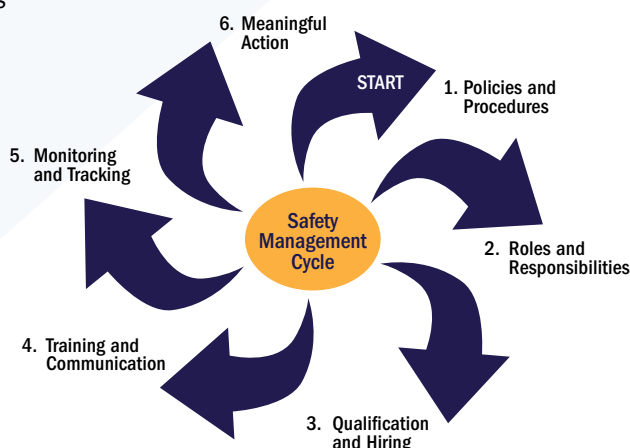 START
1. Policies and
Procedures
2. Roles and
Responsibilities
3. Qualification
and Hiring
4. Training and
Communication
5. Monitoring
and Tracking
6. Meaningful
Action
Safety
Management
Cycle